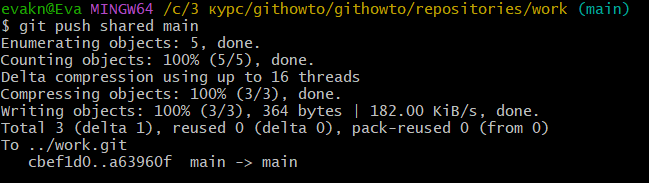 evakn@Eva MINGW64 /c/3 курс/githowto/githowto/repositories/work (main)
$ git push shared main
Enumerating objects: 5, done.
Counting objects: 100% (5/5), done.
Delta compression using up to 16 threads
Compressing objects: 100% (3/3), done.
Writing objects: 100% (3/3), 364 bytes | 182.00 KiB/s, done.
Total 3 (delta 1), reused 0 (delta 0), pack-reused 0 (from 0)
To ../work.git
   cbef1d0..a63960f  main -> main